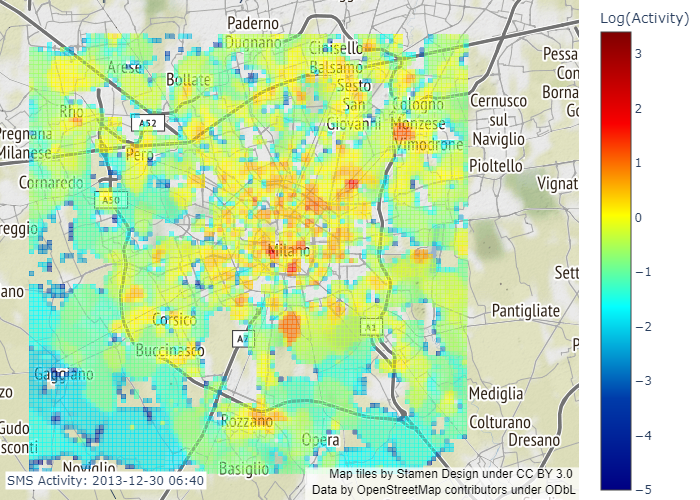 Log(Activity)
Paderno
Dugnano
Cinisello
Balsamo
Arese
Bollate
Sesto
San
Giovanni
Rho
A52
Cologno
Monzese
Vimodrone
Cernusco
sul
Naviglio
Pessa
Con
Borna
Go
Pregnana
Milanese
Pero
Pioltello
Cornaredo
A50
Vignat
reggio
Milano
Sett
ano
Pantigliate
Corsico
A7
A1
Buccinasco
P
Gaggiano
zo
Mediglia
Rozzano
Colturano
Gudo
sconti
Opera
Dresano
Noviglio
Basiglio
SMS Activity: 2013-12-30 06:40
Map tiles by Stamen Design under CC BY 3.0
Data by OpenStreetMap contributors under ODbL
3
2
1
0
−1
−2
−3
−4
−5